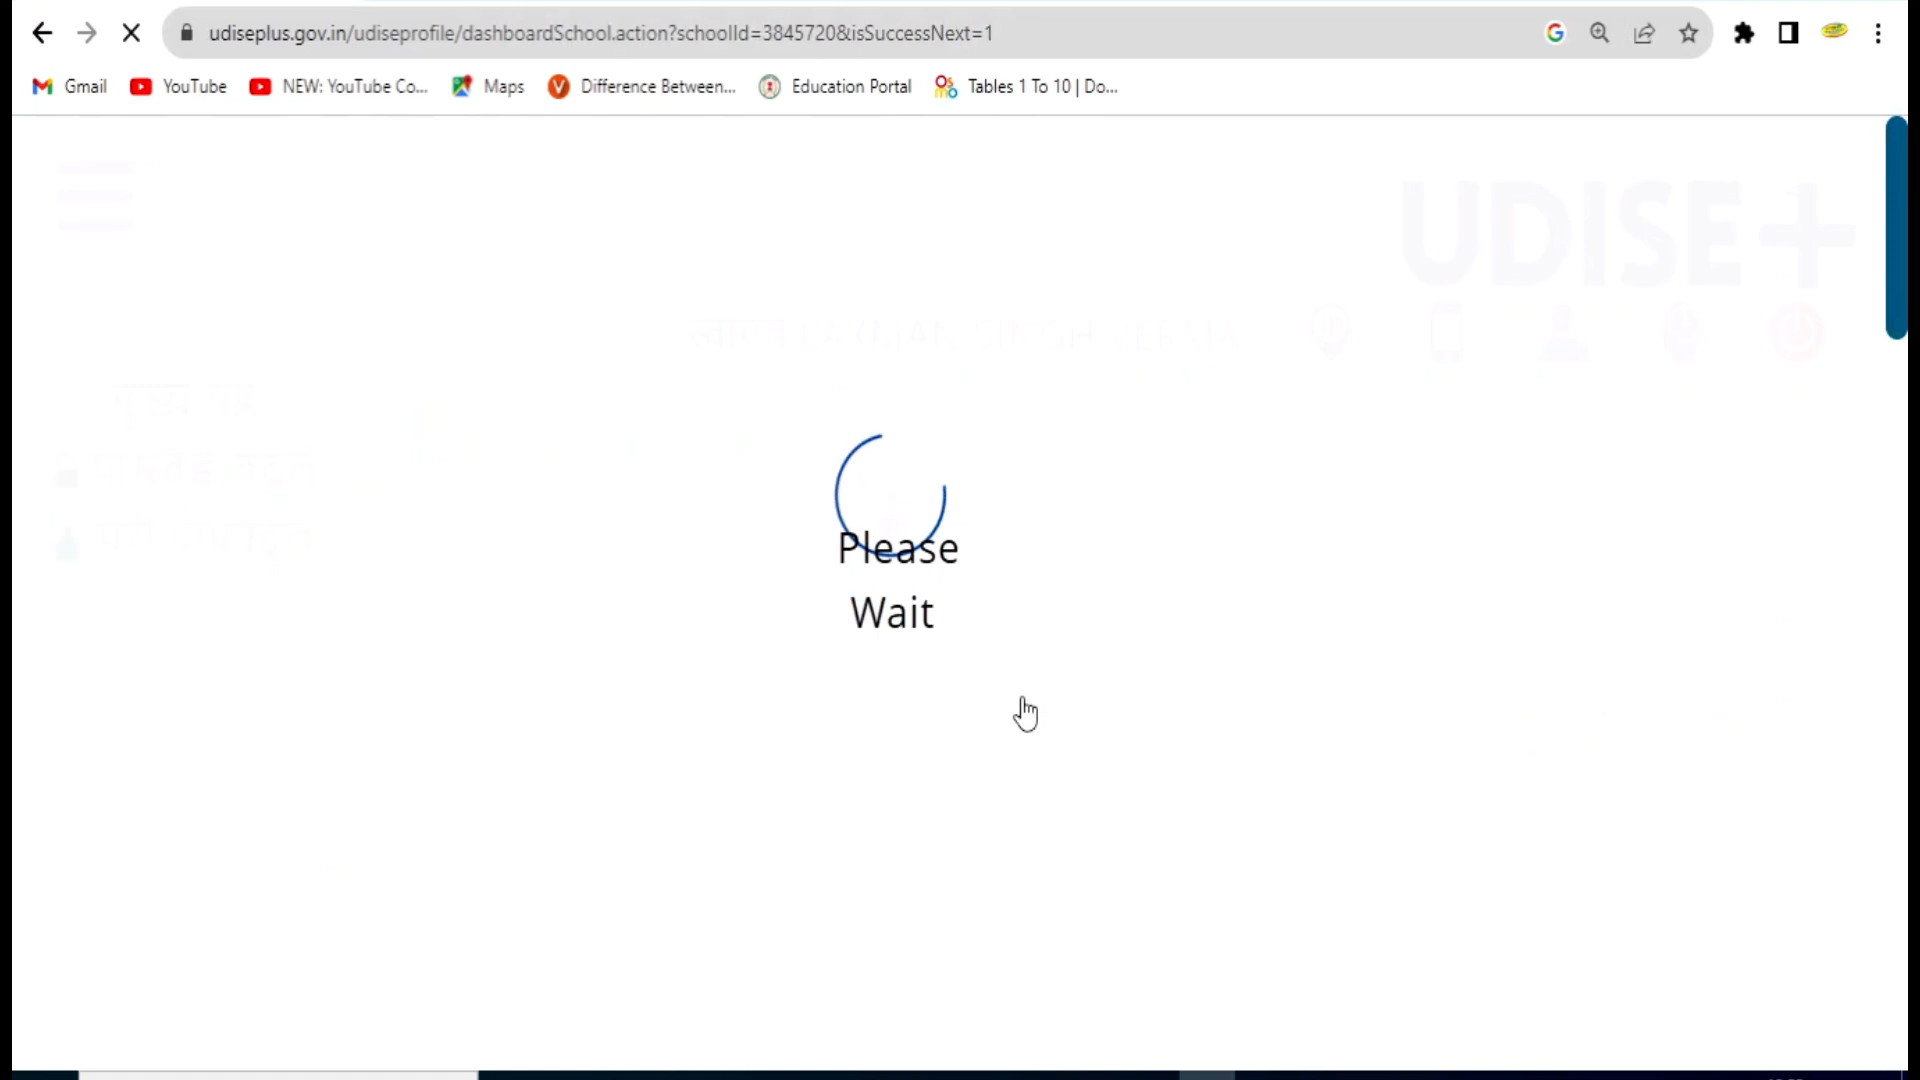 udiseplus.gov.in/udiseprofile/dashboardSchool.action?schoolId=3845720&isSuccessNext=1
Gmail YouTube NEW: YouTube Co... Maps Difference Between... Education Portal Tables 1 To 10 | Do...
UDISE+
Please
Wait